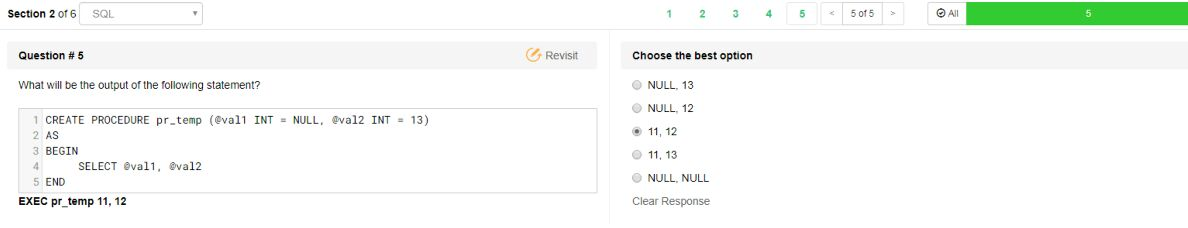 Section 2 of 6 SQL 1 2 3 4 5 < 5 of 5 > All 5
Question # 5 Revisit
What will be the output of the following statement?
1 CREATE PROCEDURE pr_temp (@val1 INT = NULL, @val2 INT = 13)
2 AS
3 BEGIN
4 SELECT @val1, @val2
5 END
EXEC pr_temp 11, 12
Choose the best option
NULL, 13
NULL, 12
11, 12
11, 13
NULL, NULL
Clear Response